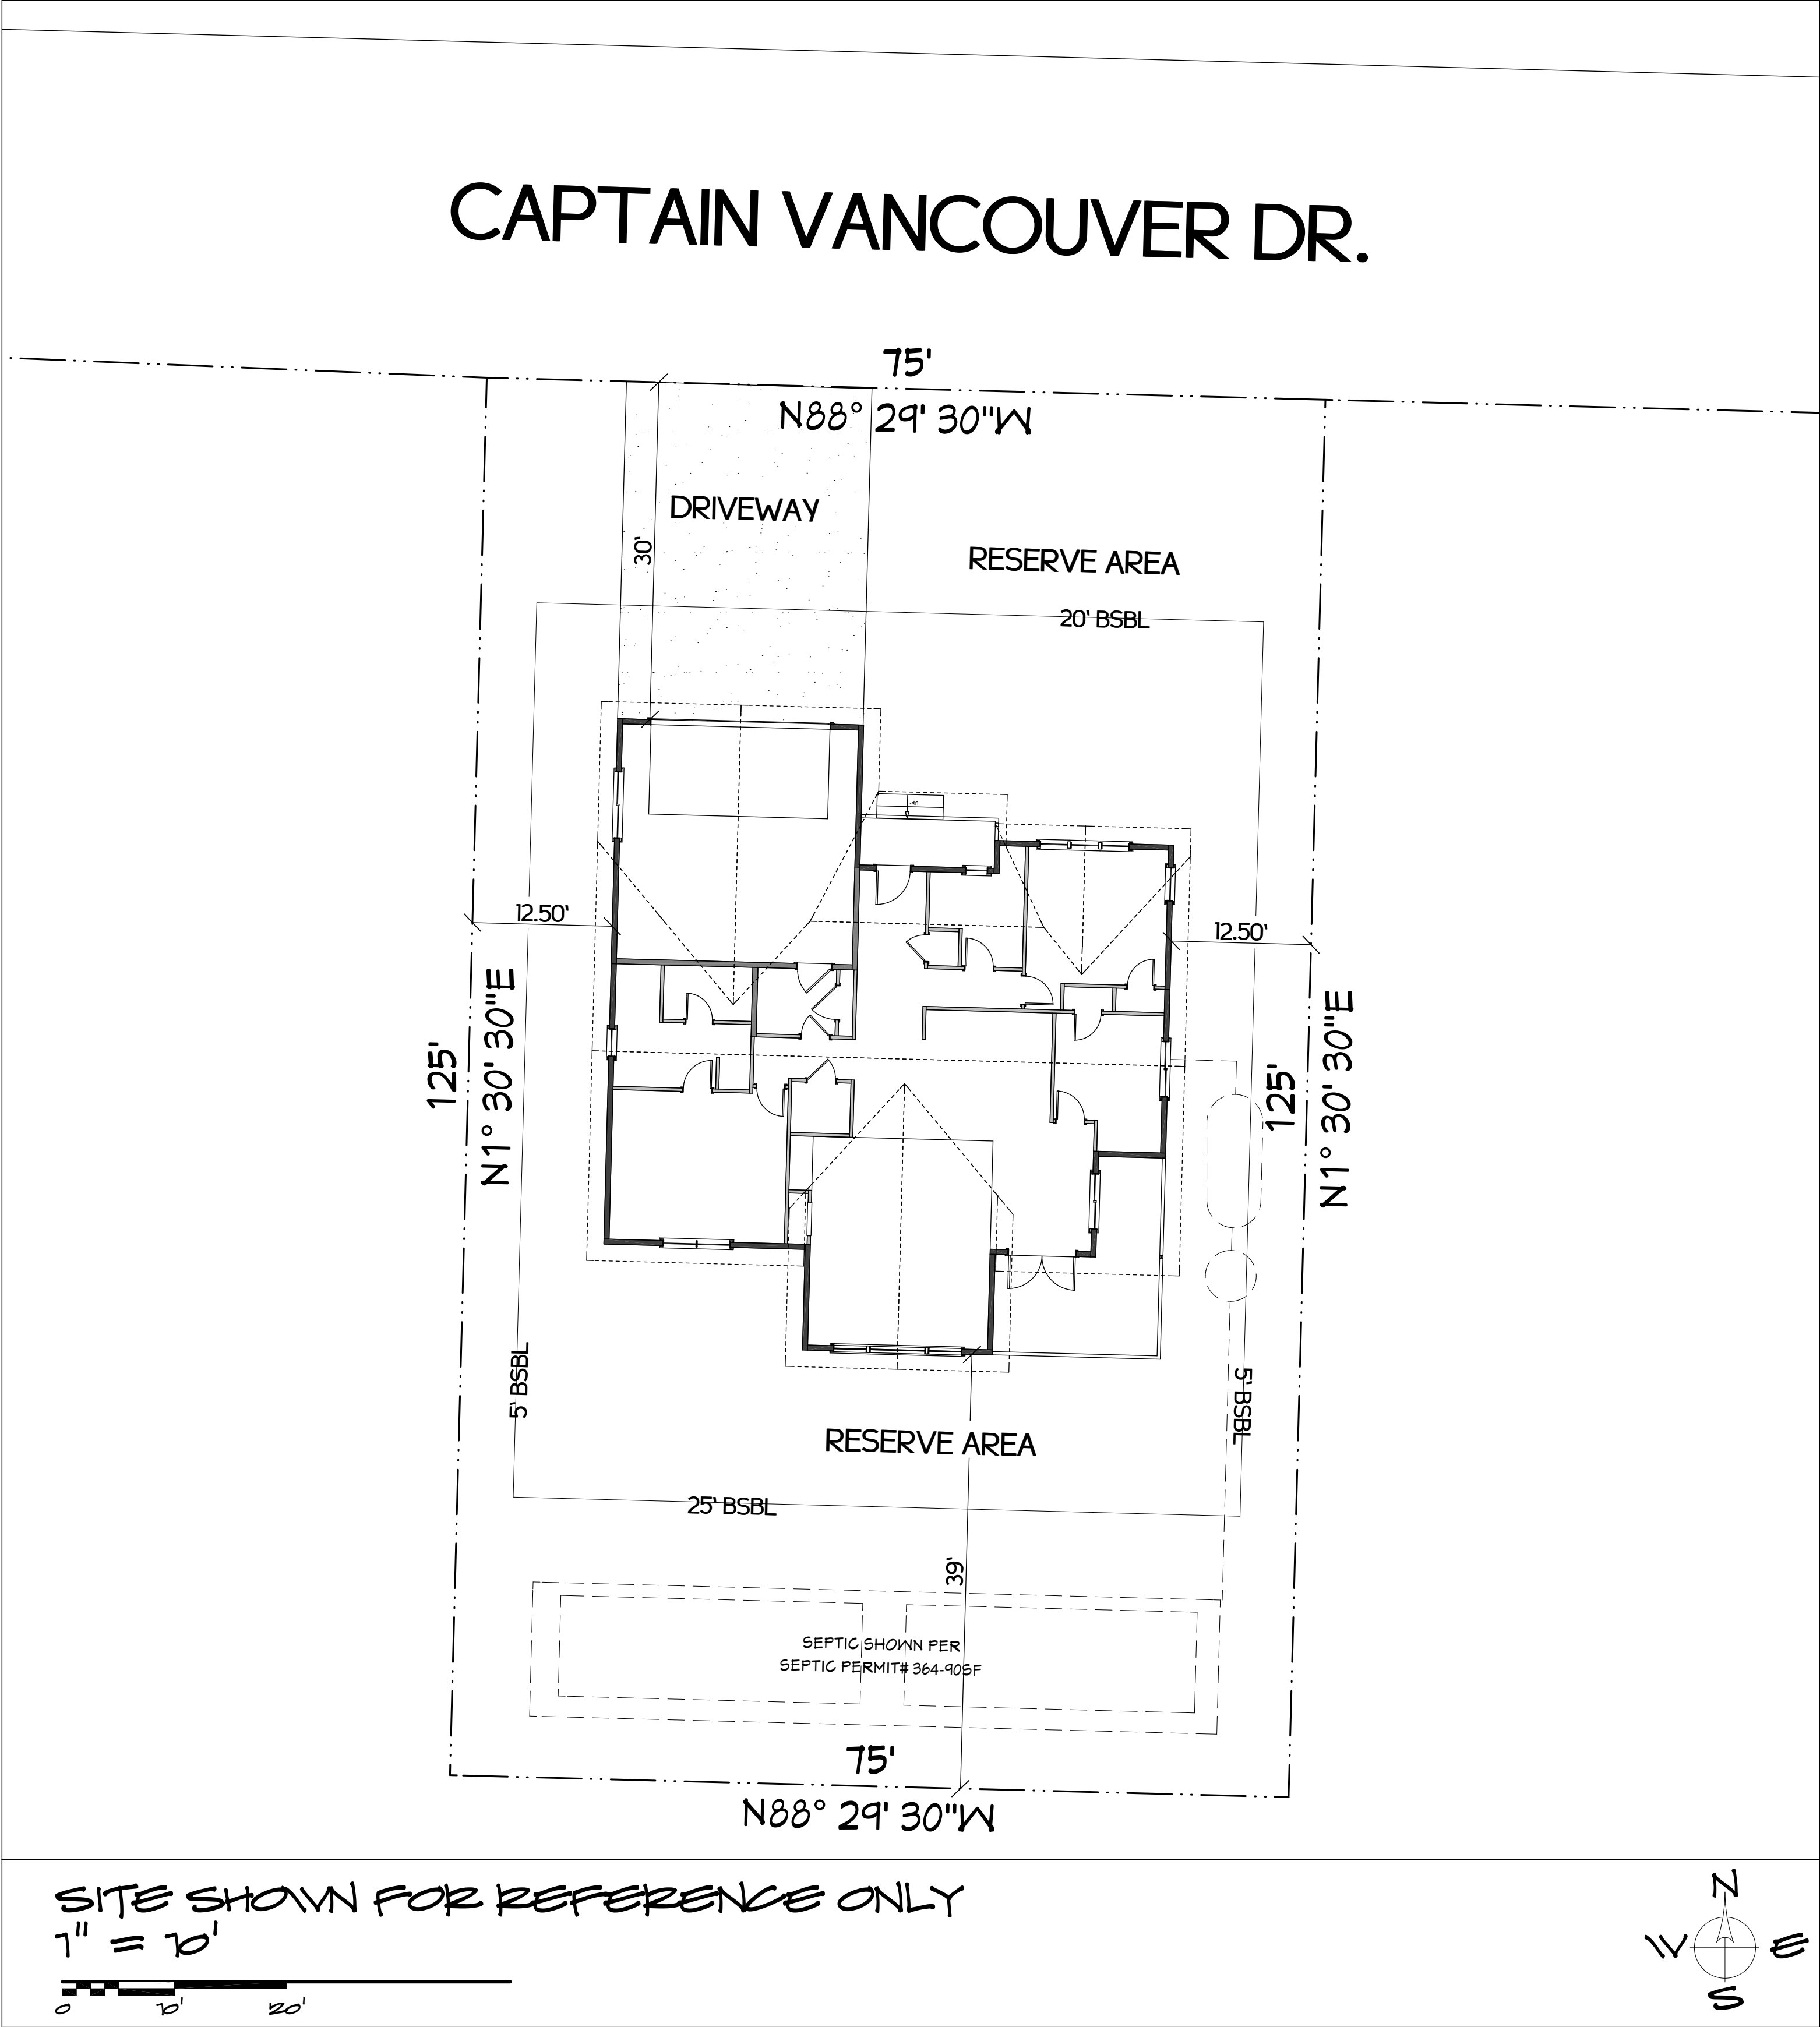 CAPTAIN VANCOUVER DR.
75'
N88° 29' 30"W
DRIVEWAY
30'
RESERVE AREA
20' BSBL
UP
12.50'
12.50'
125'
N1° 30' 30"E
125'
N1° 30' 30"E
5' BSBL
5' BSBL
RESERVE AREA
25' BSBL
39'
SEPTIC SHOWN PER
SEPTIC PERMIT# 364-90SF
75'
N88° 29' 30"W
SITE SHOWN FOR REFERENCE ONLY
1" = 10'
0 10' 20'
N
W E
S